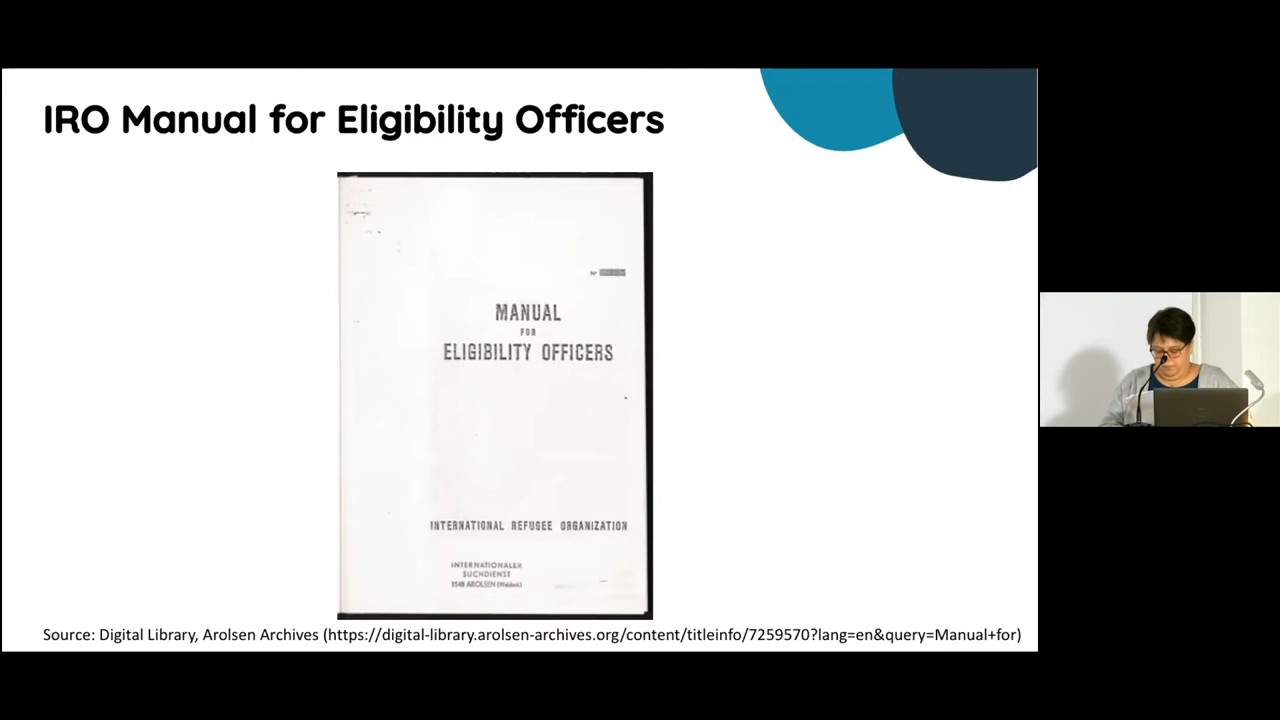 IRO Manual for Eligibility Officers
Nº
MANUAL
FOR
ELIGIBILITY OFFICERS
INTERNATIONAL REFUGEE ORGANIZATION
INTERNATIONALER
SUCHDIENST
3548 AROLSEN (Waldeck)
Source: Digital Library, Arolsen Archives (https://digital-library.arolsen-archives.org/content/titleinfo/7259570?lang=en&query=Manual+for)